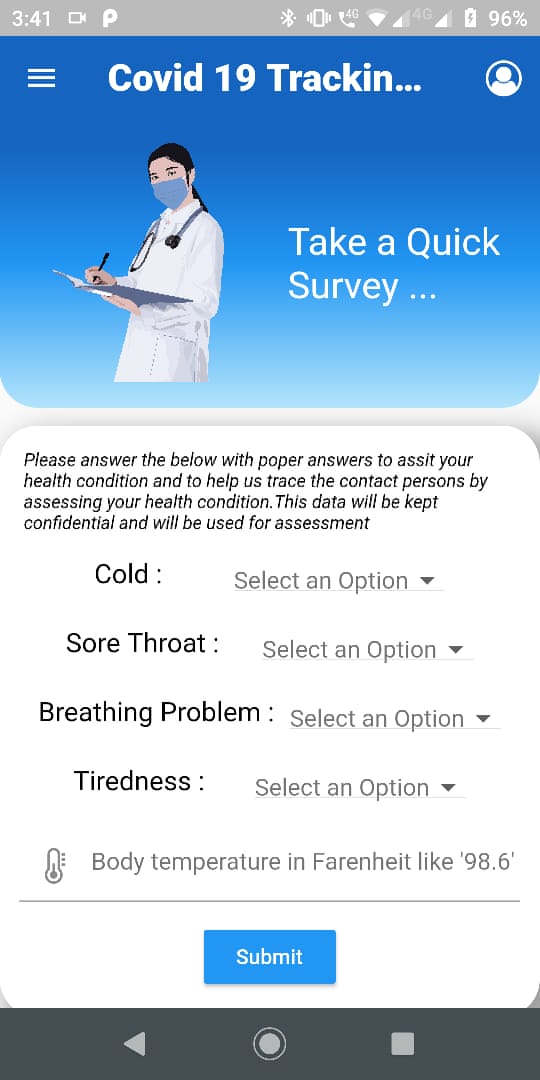 3:41 4G 4G 96%
Covid 19 Trackin...
Take a Quick
Survey ...
Please answer the below with poper answers to assit your
health condition and to help us trace the contact persons by
assessing your health condition.This data will be kept
confidential and will be used for assessment
Cold : Select an Option
Sore Throat : Select an Option
Breathing Problem : Select an Option
Tiredness : Select an Option
Body temperature in Farenheit like '98.6'
Submit